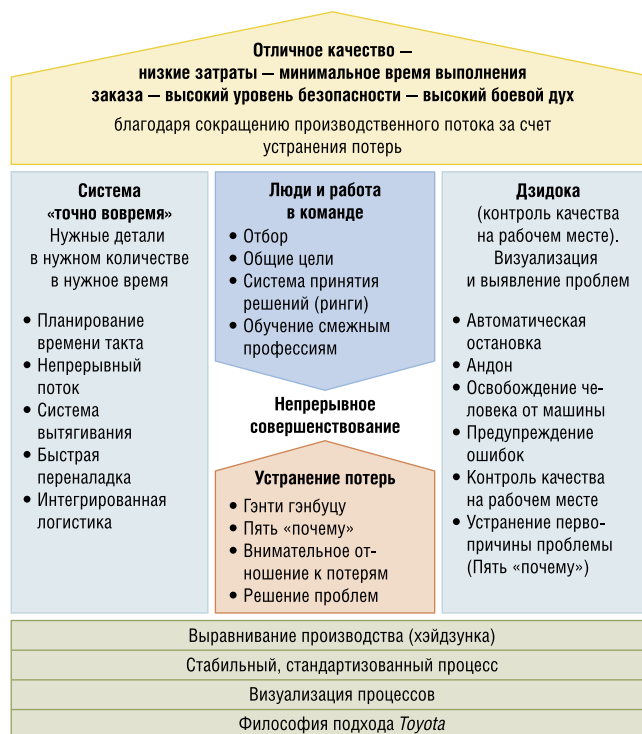 Отличное качество —
низкие затраты — минимальное время выполнения
заказа — высокий уровень безопасности — высокий боевой дух
благодаря сокращению производственного потока за счет
устранения потерь
Система
«точно вовремя»
Нужные детали
в нужном количестве
в нужное время
• Планирование
времени такта
• Непрерывный
поток
• Система
вытягивания
• Быстрая
переналадка
• Интегрированная
логистика
Люди и работа
в команде
• Отбор
• Общие цели
• Система принятия
решений (ринги)
• Обучение смежным
профессиям
Непрерывное
совершенствование
Устранение потерь
• Гэнти гэнбуцу
• Пять «почему»
• Внимательное от-
ношение к потерям
• Решение проблем
Дзидока
(контроль качества
на рабочем месте).
Визуализация
и выявление проблем
• Автоматическая
остановка
• Андон
• Освобождение че-
ловека от машины
• Предупреждение
ошибок
• Контроль качества
на рабочем месте
• Устранение перво-
причины проблемы
(Пять «почему»)
Выравнивание производства (хэйдзунка)
Стабильный, стандартизованный процесс
Визуализация процессов
Философия подхода Toyota